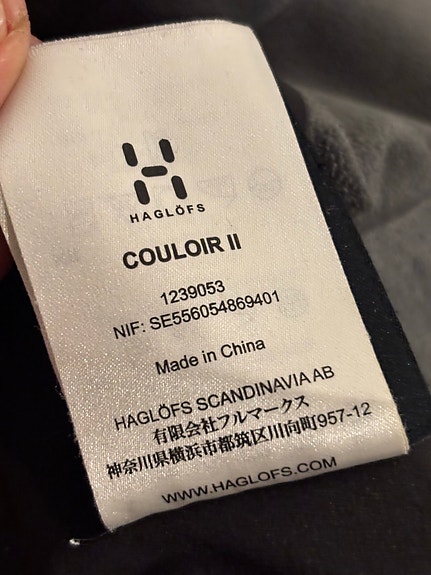 HAGLÖFS
COULOIR II
1239053
NIF: SE556054869401
Made in China
HAGLÖFS SCANDINAVIA AB
有限会社フルマークス
神奈川県横浜市都筑区川向町957-12
WWW.HAGLOFS.COM